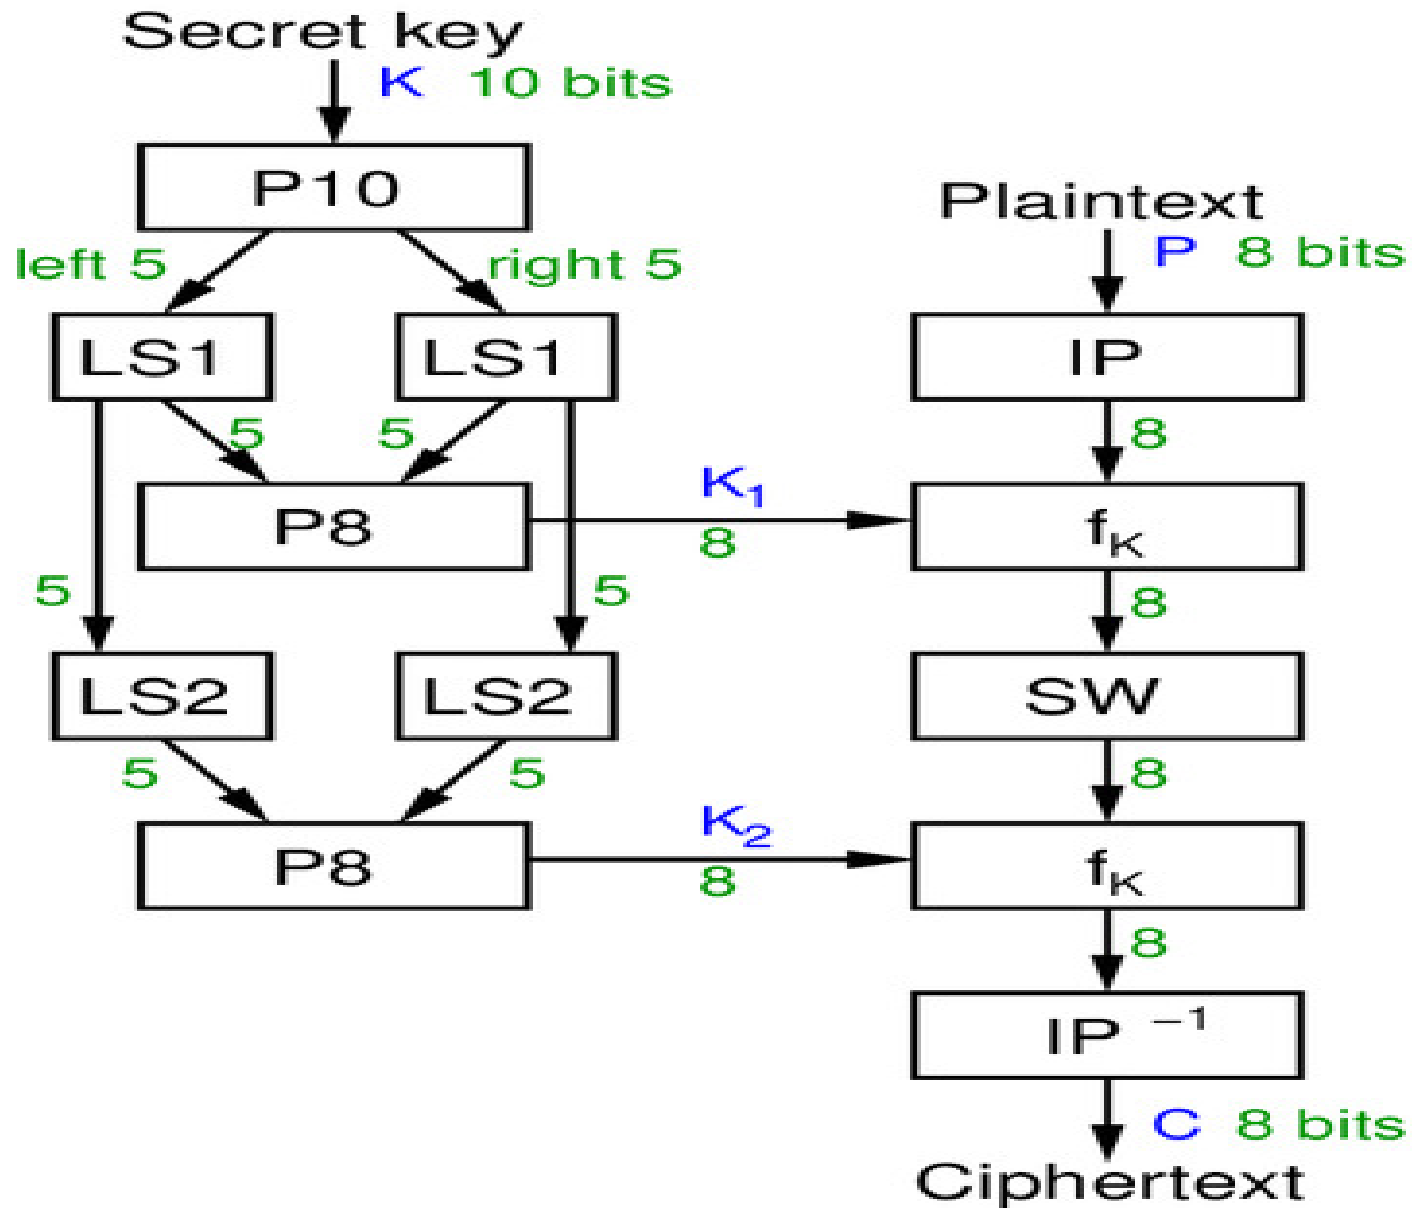 Secret key
K 10 bits
P10
left 5
right 5
LS1
LS1
5
5
P8
K1
8
5
5
LS2
LS2
5
5
P8
K2
8
Plaintext
P 8 bits
IP
8
fK
8
SW
8
fK
8
IP −1
C 8 bits
Ciphertext